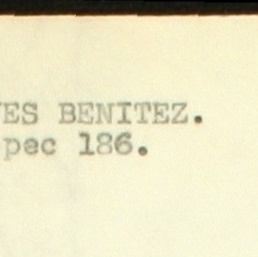 ES BENITEZ.
pec 186.